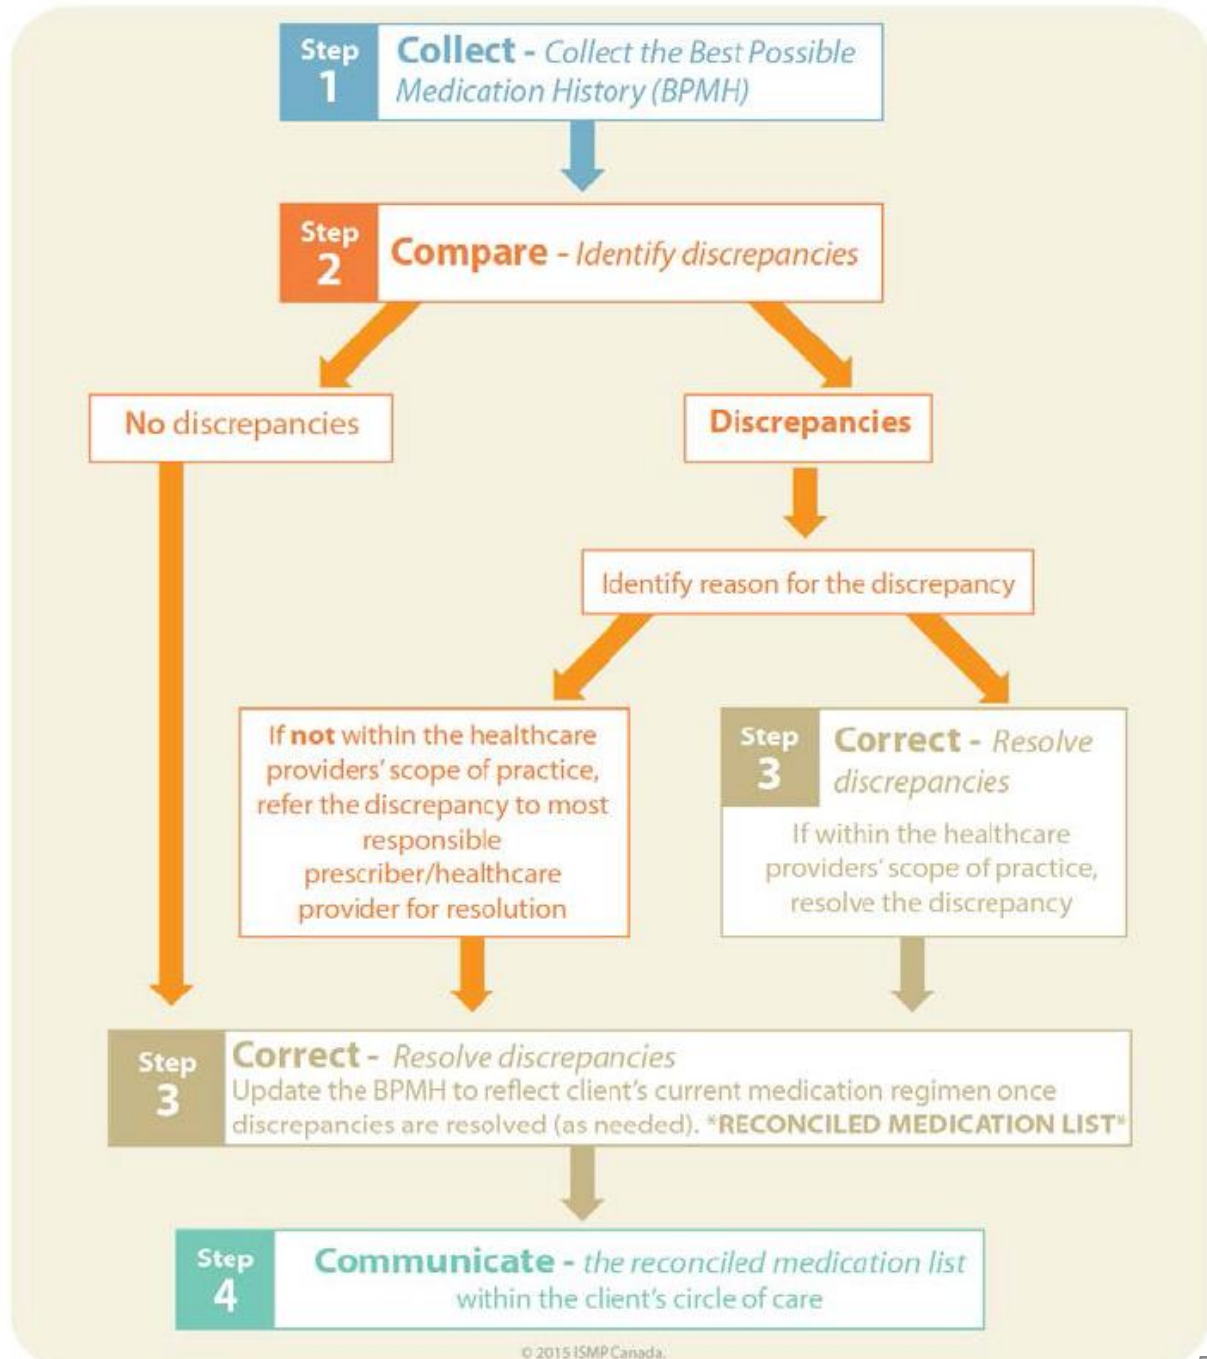 Step
1
Collect - Collect the Best Possible
Medication History (BPMH)
Step
2
Compare - Identify discrepancies
No discrepancies
Discrepancies
Identify reason for the discrepancy
If not within the healthcare
providers' scope of practice,
refer the discrepancy to most
responsible
prescriber/healthcare
provider for resolution
Step
3
Correct - Resolve
discrepancies
If within the healthcare
providers' scope of practice,
resolve the discrepancy
Step
3
Correct - Resolve discrepancies
Update the BPMH to reflect client's current medication regimen once
discrepancies are resolved (as needed). *RECONCILED MEDICATION LIST*
Step
4
Communicate - the reconciled medication list
within the client's circle of care
© 2015 ISMP Canada.